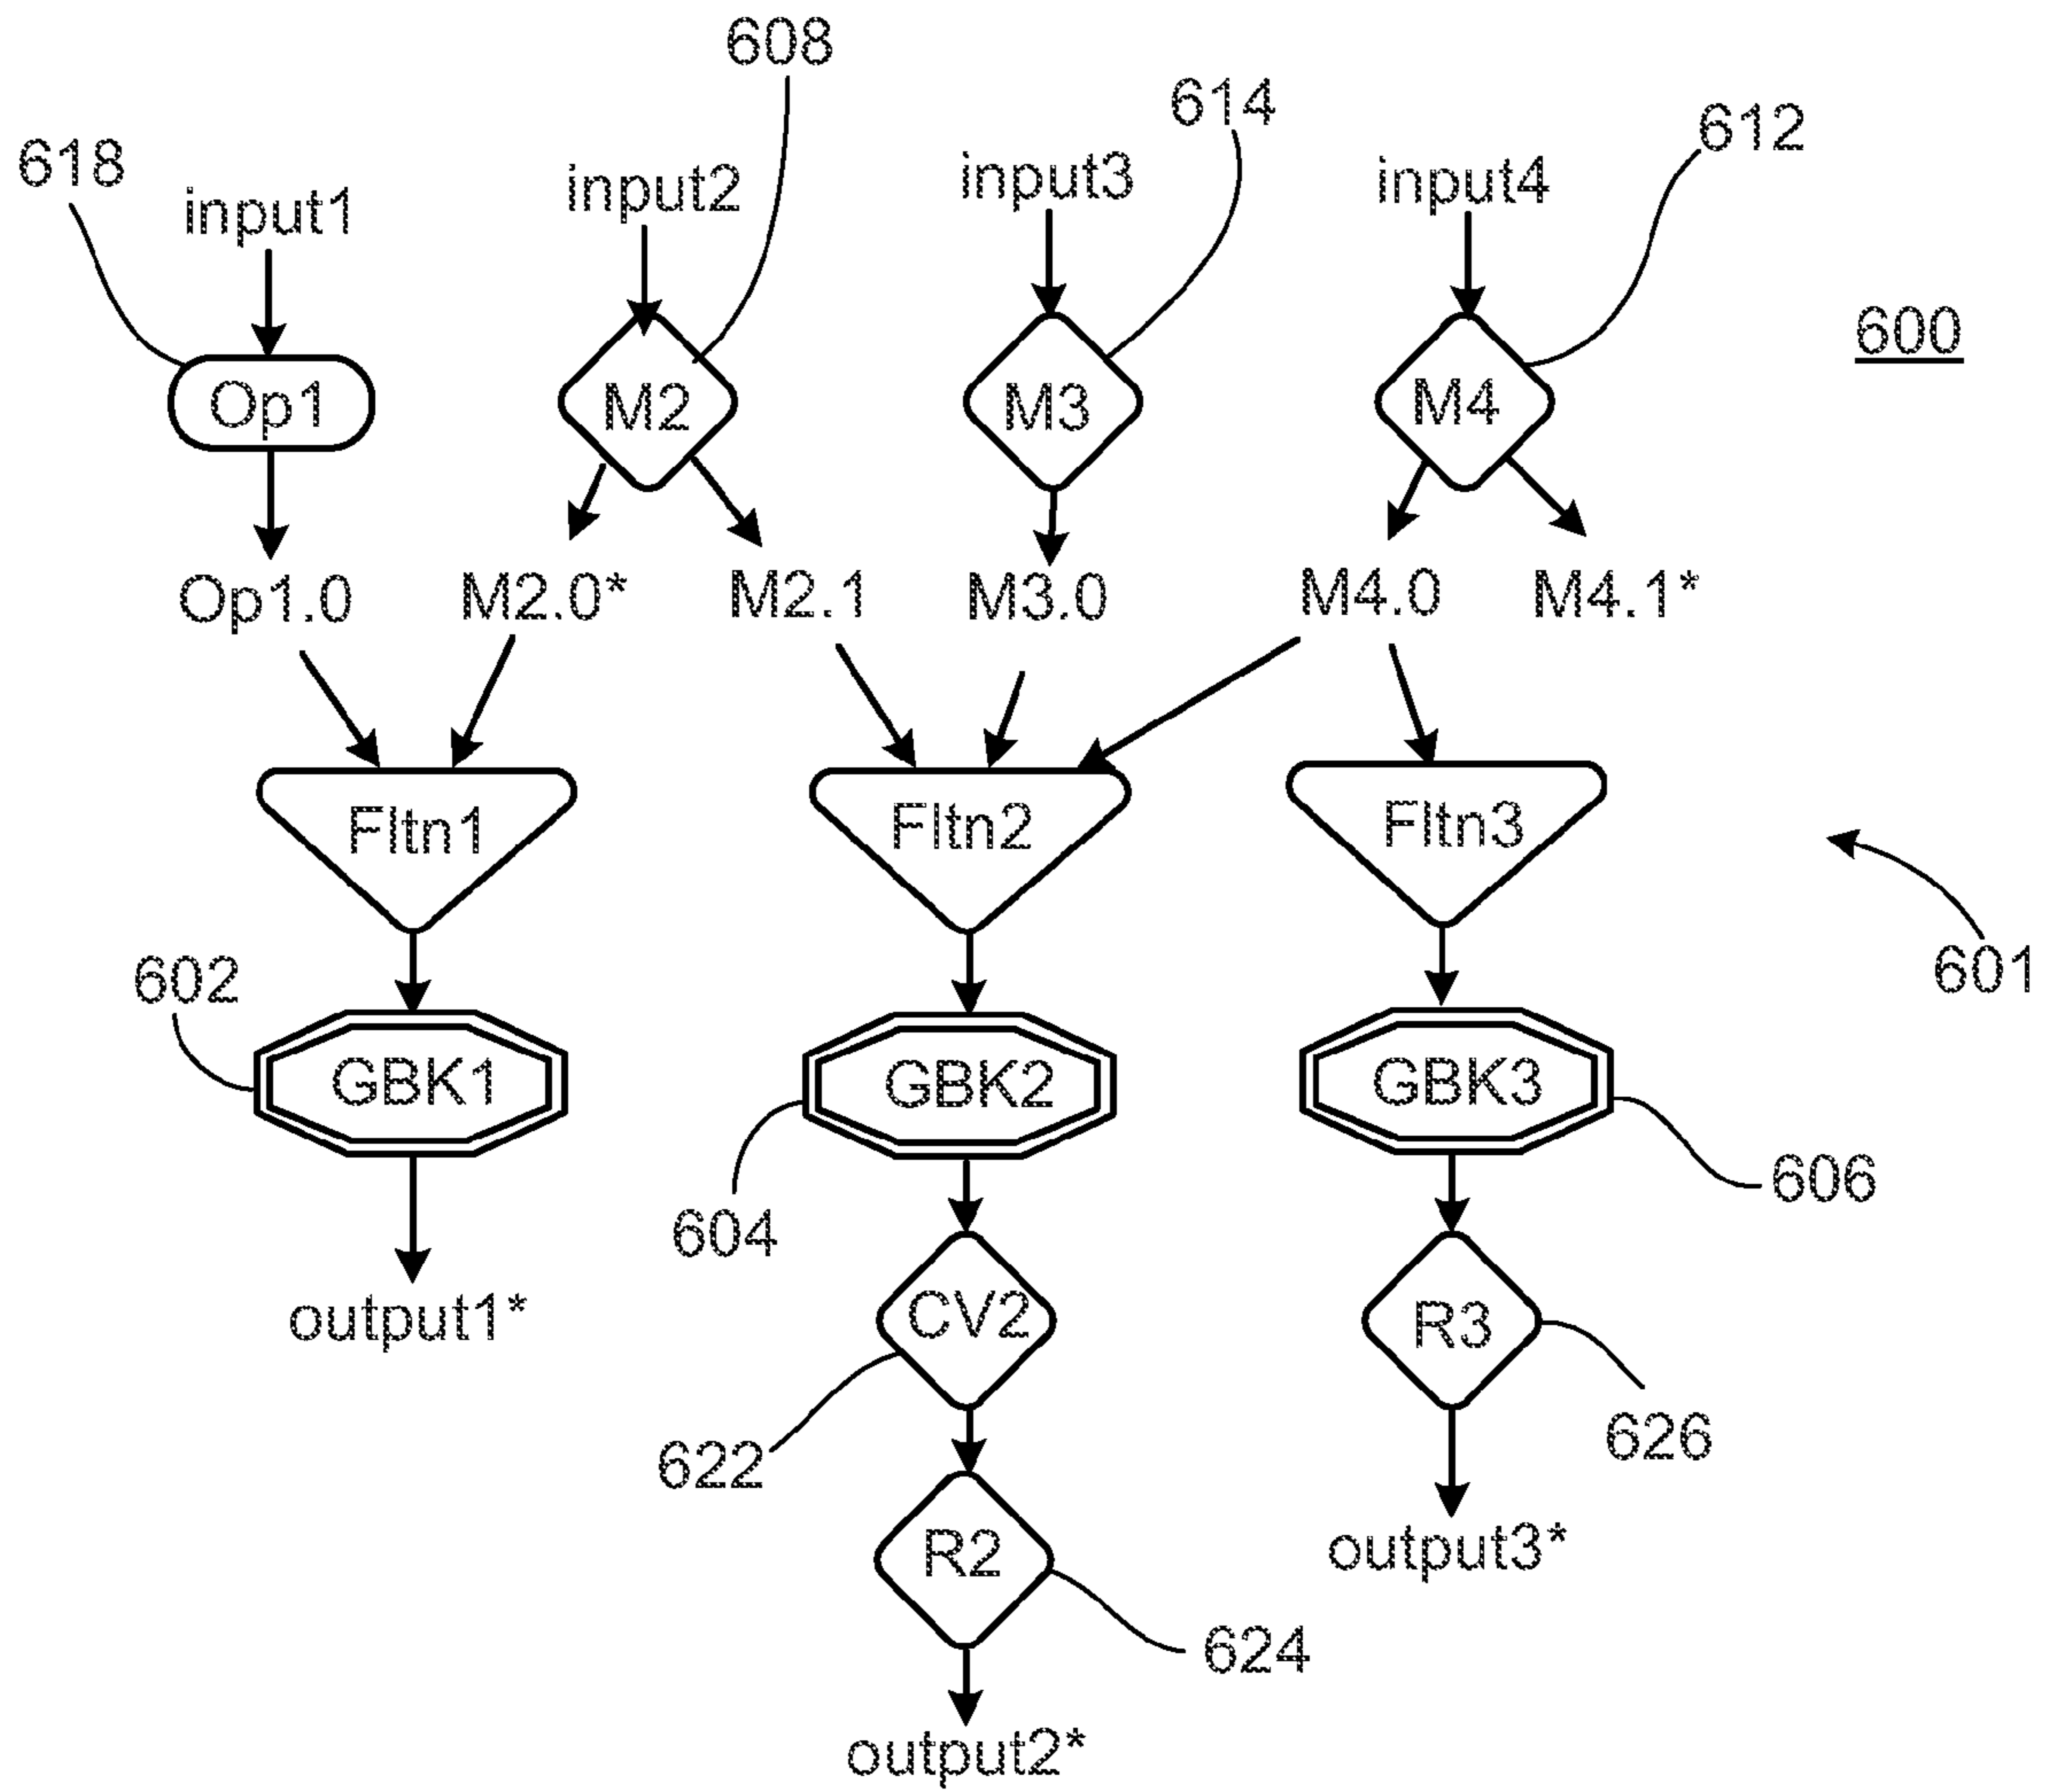 608
614
612
618
input1
input2
input3
input4
600
Op1
M2
M3
M4
Op1.0
M2.0*
M2.1
M3.0
M4.0
M4.1*
Fltn1
Fltn2
Fltn3
601
602
GBK1
GBK2
GBK3
604
606
output1*
CV2
R3
622
626
R2
output3*
624
output2*